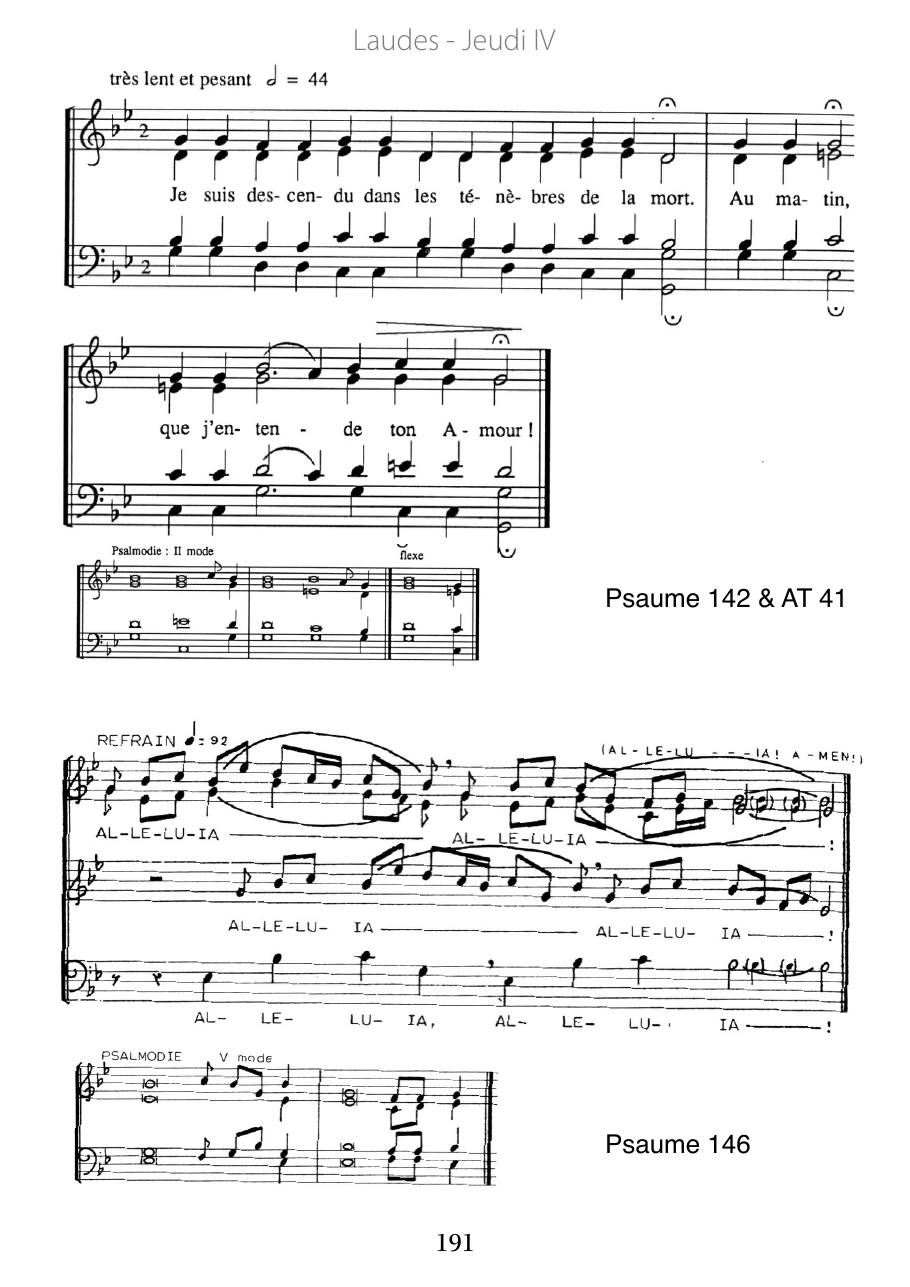 Laudes - Jeudi IV
très lent et pesant = 44
2
Je suis des- cen- du dans les té- nè- bres de la mort. Au ma- tin,
2
que j'en- ten - de ton A - mour !
Psalmodie : II mode flexe
Psaume 142 & AT 41
REFRAIN = 92 (AL- LE-LU - - - IA! A-MEN!)
AL-LE-LU-IA AL- LE-LU-IA !
AL-LE-LU- IA AL-LE-LU- IA !
AL- LE- LU- IA, AL- LE- LU- IA !
PSALMODIE V mode
Psaume 146
191